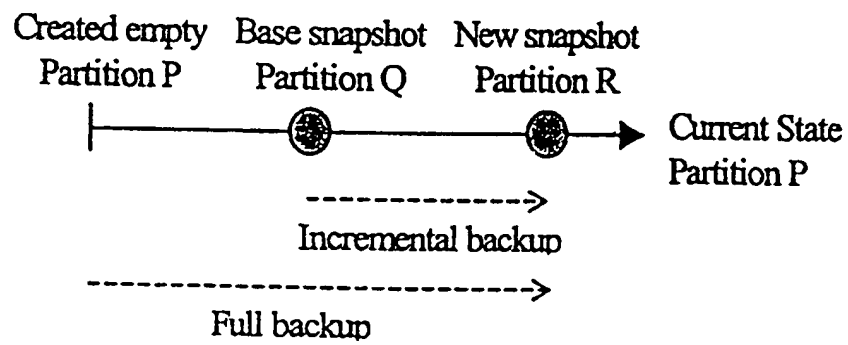 Created empty
Partition P
Base snapshot
Partition Q
New snapshot
Partition R
Current State
Partition P
Incremental backup
Full backup